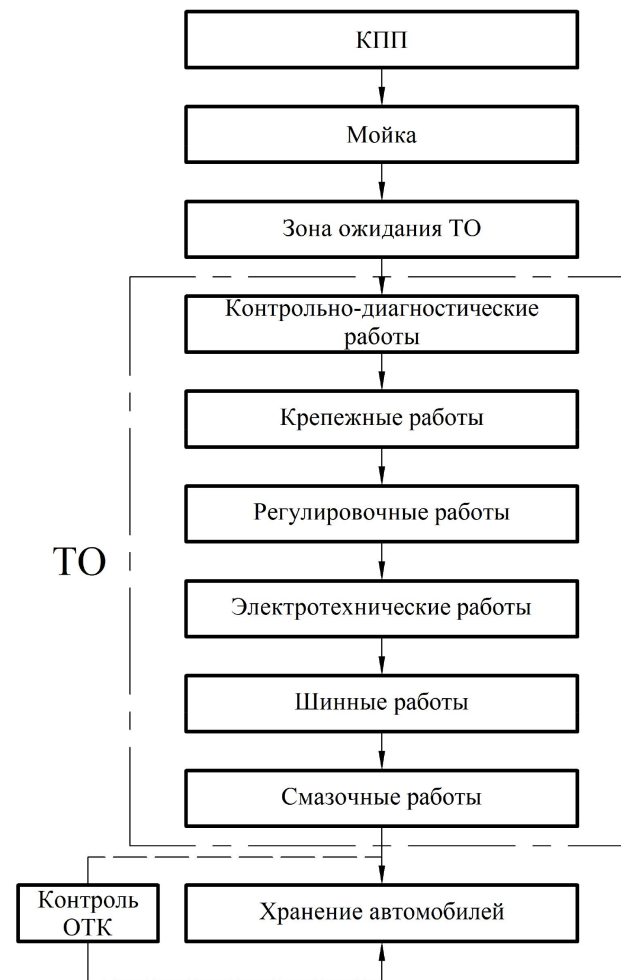 КПП
Мойка
Зона ожидания ТО
Контрольно-диагностические
работы
Крепежные работы
Регулировочные работы
ТО
Электротехнические работы
Шинные работы
Смазочные работы
Контроль
ОТК
Хранение автомобилей